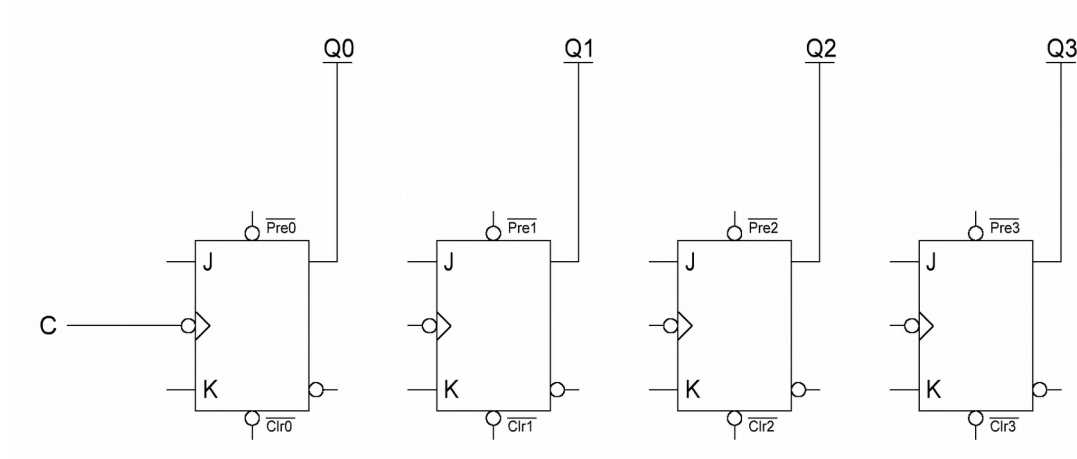 Q0 Q1 Q2 Q3
Pre0 Pre1 Pre2 Pre3
J J J J
C
K K K K
Clr0 Clr1 Clr2 Clr3